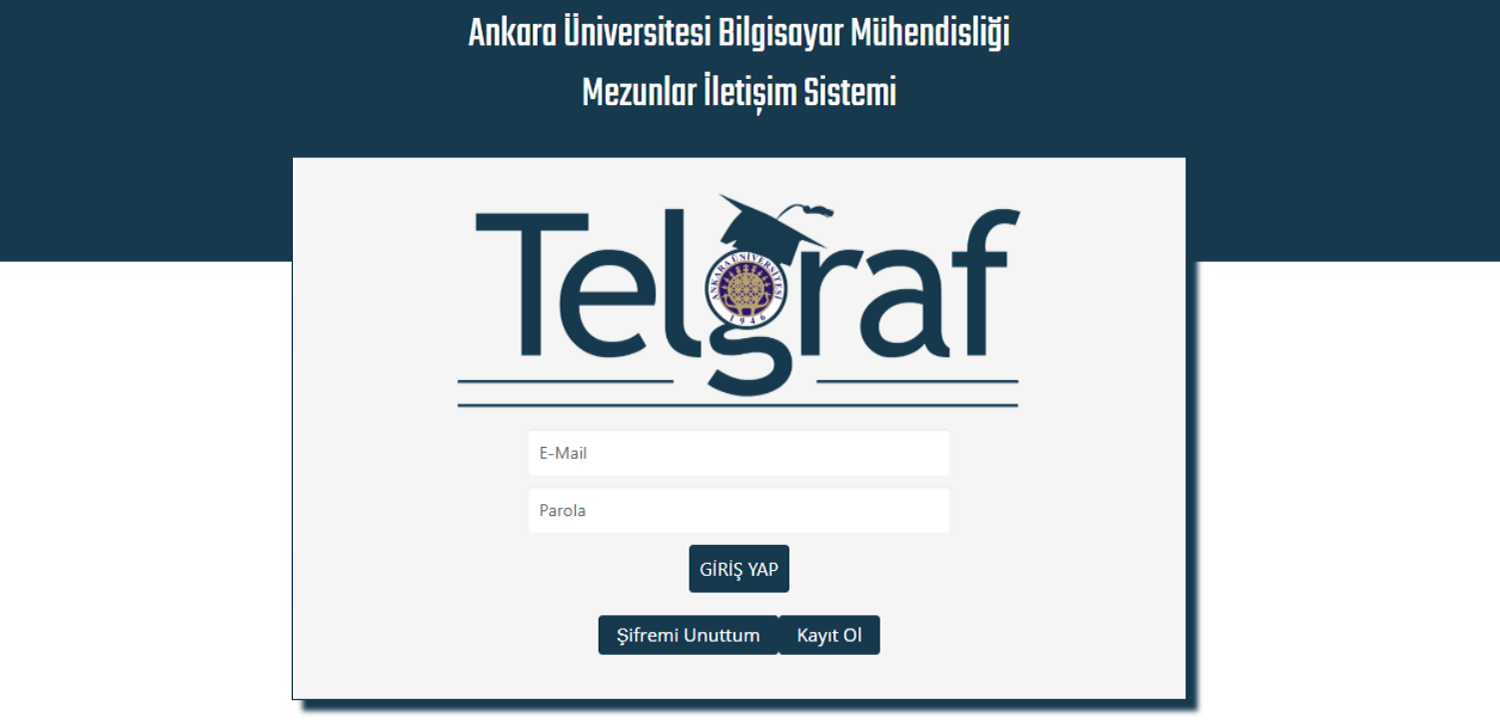 Ankara Üniversitesi Bilgisayar Mühendisliği
Mezunlar İletişim Sistemi
Telgraf
ANKARA ÜNİVERSİTESİ
1946
E-Mail
Parola
GİRİŞ YAP
Şifremi Unuttum Kayıt Ol